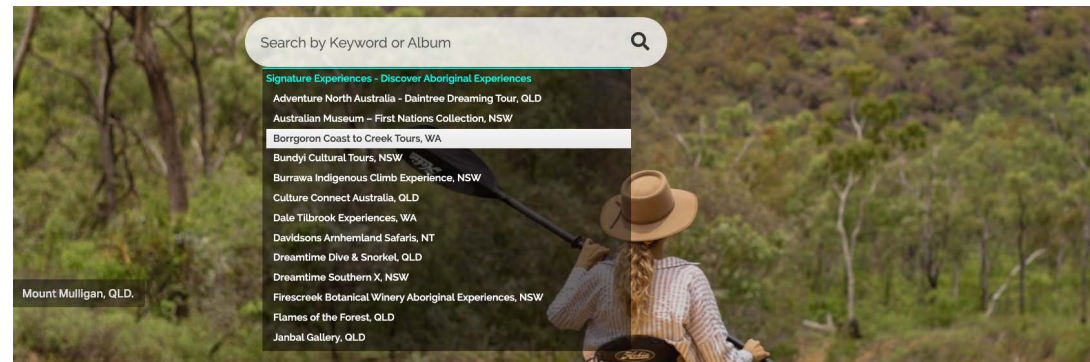 Search by Keyword or Album
Signature Experiences - Discover Aboriginal Experiences
Adventure North Australia - Daintree Dreaming Tour, QLD
Australian Museum – First Nations Collection, NSW
Borrgoron Coast to Creek Tours, WA
Bundyi Cultural Tours, NSW
Burrawa Indigenous Climb Experience, NSW
Culture Connect Australia, QLD
Dale Tilbrook Experiences, WA
Davidsons Arnhemland Safaris, NT
Dreamtime Dive & Snorkel, QLD
Dreamtime Southern X, NSW
Mount Mulligan, QLD.
Firescreek Botanical Winery Aboriginal Experiences, NSW
Flames of the Forest, QLD
Janbal Gallery, QLD
Hobie